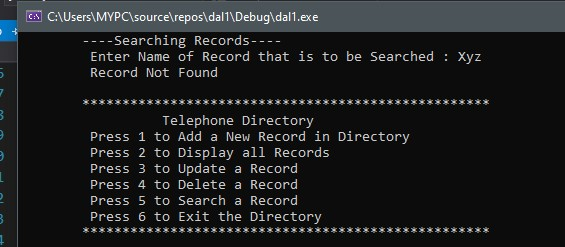 C:\Users\MYPC\source\repos\dal1\Debug\dal1.exe
----Searching Records----
Enter Name of Record that is to be Searched : Xyz
Record Not Found
***************************************************
Telephone Directory
Press 1 to Add a New Record in Directory
Press 2 to Display all Records
Press 3 to Update a Record
Press 4 to Delete a Record
Press 5 to Search a Record
Press 6 to Exit the Directory
***************************************************